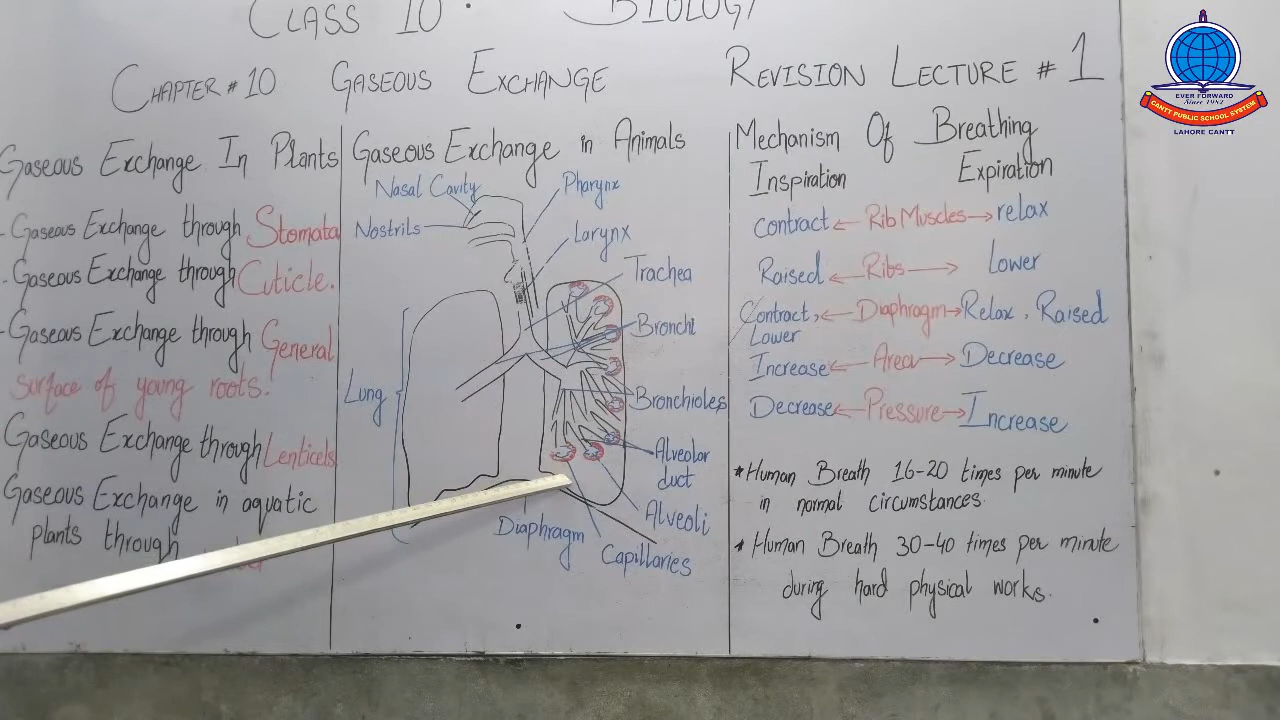 CLASS 10 BIOLOGY
CHAPTER # 10 GASEOUS EXCHANGE REVISION LECTURE # 1
Gaseous Exchange In Plants
- Gaseous Exchange through Stomata
- Gaseous Exchange through Cuticle.
- Gaseous Exchange through General
surface of young roots.
Gaseous Exchange through Lenticels
Gaseous Exchange in aquatic
plants through
Gaseous Exchange in Animals
Nasal Cavity
Pharynx
Nostrils
Larynx
Trachea
Bronchi
Lung
Bronchioles
Alveolar
duct
Alveoli
Diaphragm
Capillaries
Mechanism Of Breathing
Inspiration Expiration
Contract ← Rib Muscles → relax
Raised ← Ribs → Lower
Contract, ← Diaphragm → Relax, Raised
Lower
Increase ← Area → Decrease
Decrease ← Pressure → Increase
* Human Breath 16-20 times per minute
in normal circumstances.
* Human Breath 30-40 times per minute
during hard physical works.
EVER FORWARD
Since 1982
CANTT PUBLIC SCHOOL SYSTEM
LAHORE CANTT